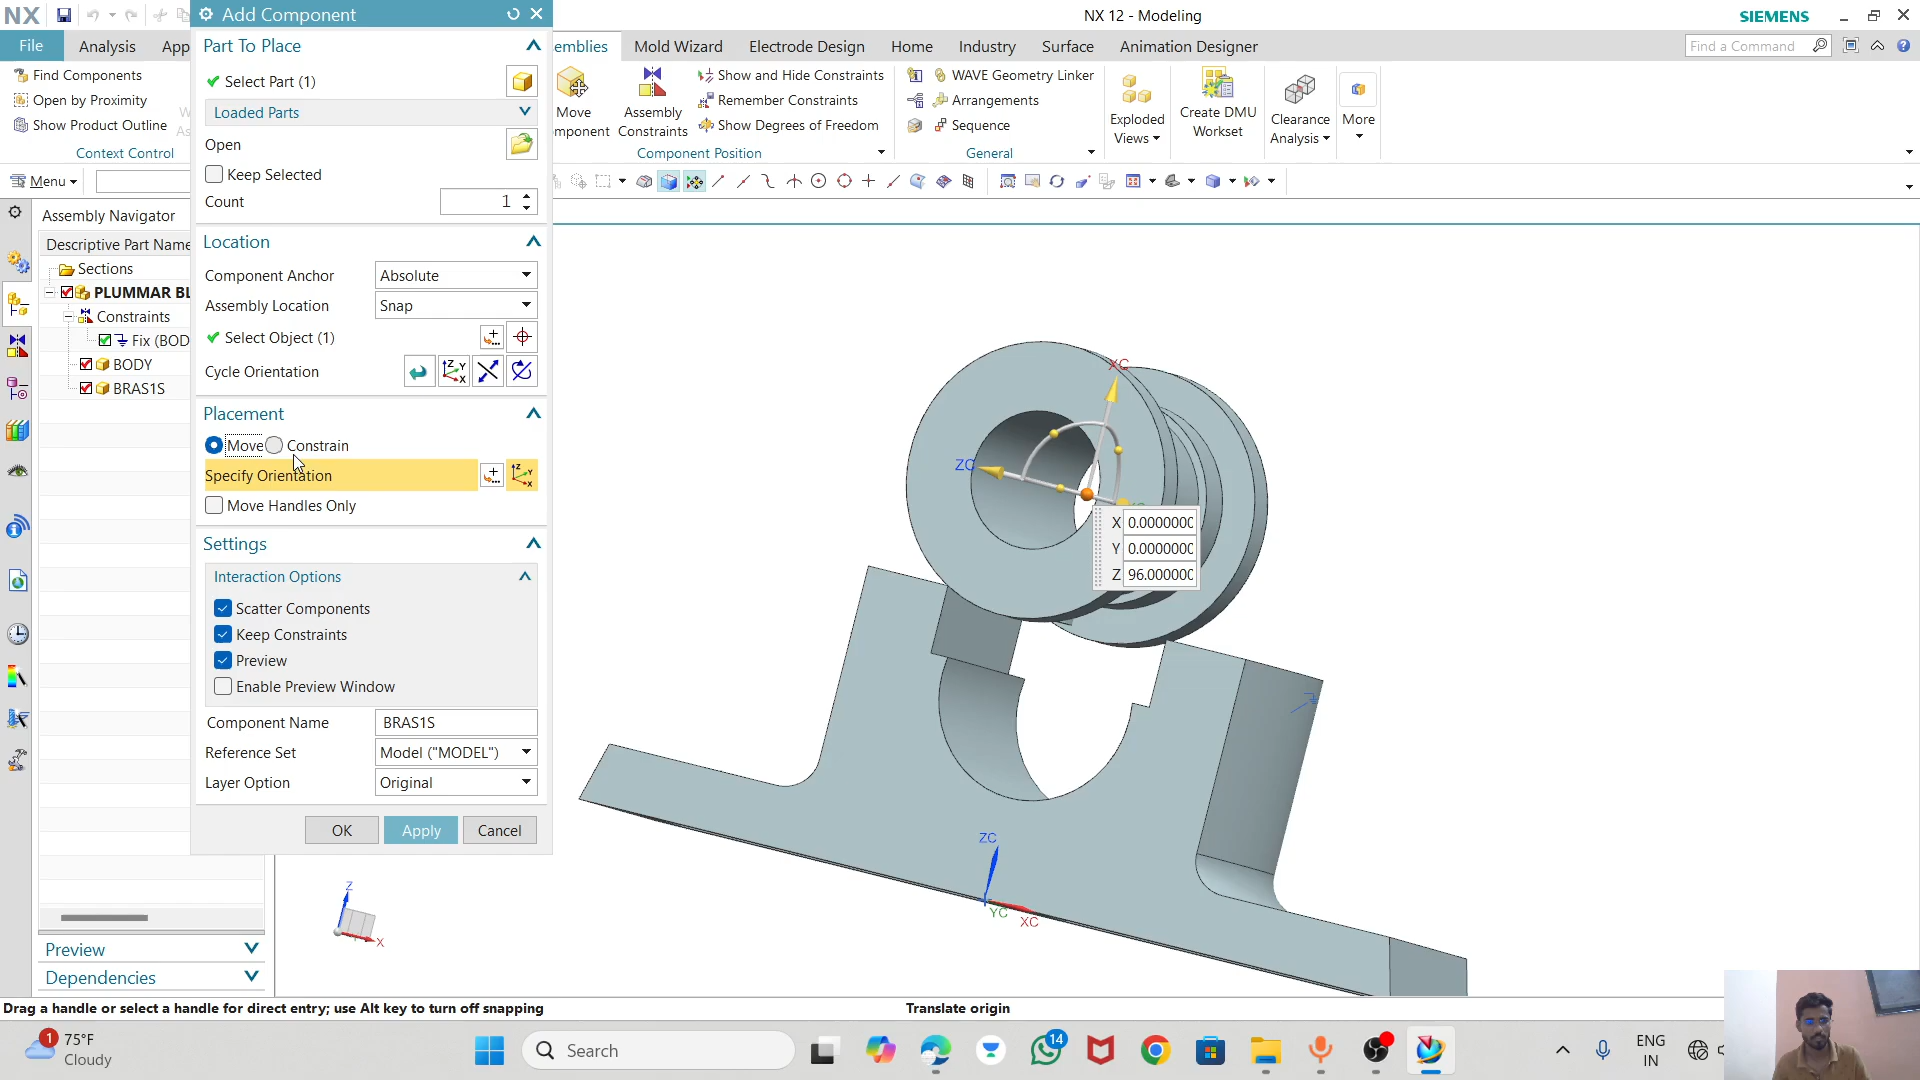 NX
Add Component
NX 12 - Modeling
SIEMENS
File
Analysis
App
emblies
Mold Wizard
Electrode Design
Home
Industry
Surface
Animation Designer
Find a Command
Find Components
Open by Proximity
Show Product Outline
Context Control
Move
mponent
Assembly
Constraints
Show and Hide Constraints
Remember Constraints
Show Degrees of Freedom
Component Position
WAVE Geometry Linker
Arrangements
Sequence
General
Exploded
Views
Create DMU
Workset
Clearance
Analysis
More
Menu
Assembly Navigator
Descriptive Part Name
Sections
PLUMMAR BL
Constraints
Fix (BOD
BODY
BRAS1S
Preview
Dependencies
Part To Place
Select Part (1)
Loaded Parts
Open
Keep Selected
Count
1
Location
Component Anchor
Absolute
Assembly Location
Snap
Select Object (1)
Cycle Orientation
Placement
Move
Constrain
Specify Orientation
Move Handles Only
Settings
Interaction Options
Scatter Components
Keep Constraints
Preview
Enable Preview Window
Component Name
BRAS1S
Reference Set
Model ("MODEL")
Layer Option
Original
OK
Apply
Cancel
XC
ZC
X 0.0000000
Y 0.0000000
Z 96.000000
ZC
YC
XC
Z
X
Drag a handle or select a handle for direct entry; use Alt key to turn off snapping
Translate origin
1
75°F
Cloudy
Search
14
ENG
IN